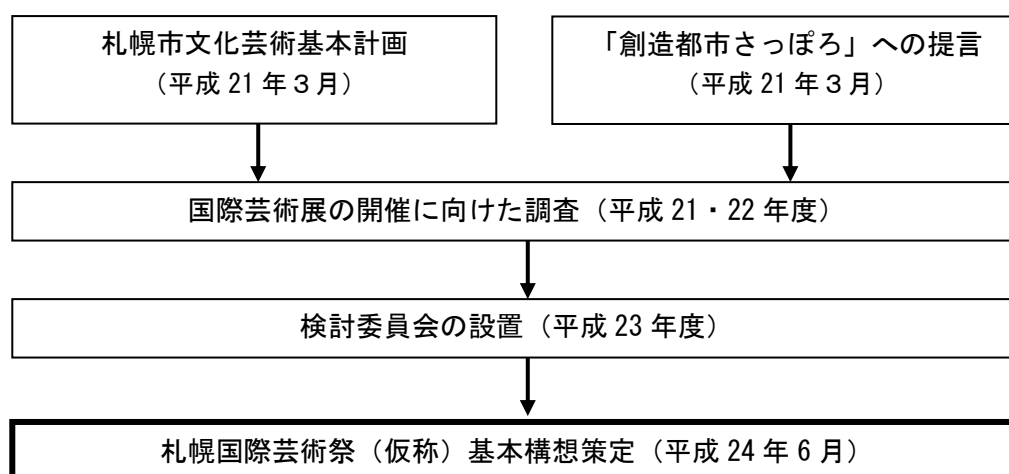 札幌市文化芸術基本計画
（平成 21 年３月）
「創造都市さっぽろ」への提言
（平成 21 年３月）
国際芸術展の開催に向けた調査（平成 21・22 年度）
検討委員会の設置（平成 23 年度）
札幌国際芸術祭（仮称）基本構想策定（平成 24 年 6 月）